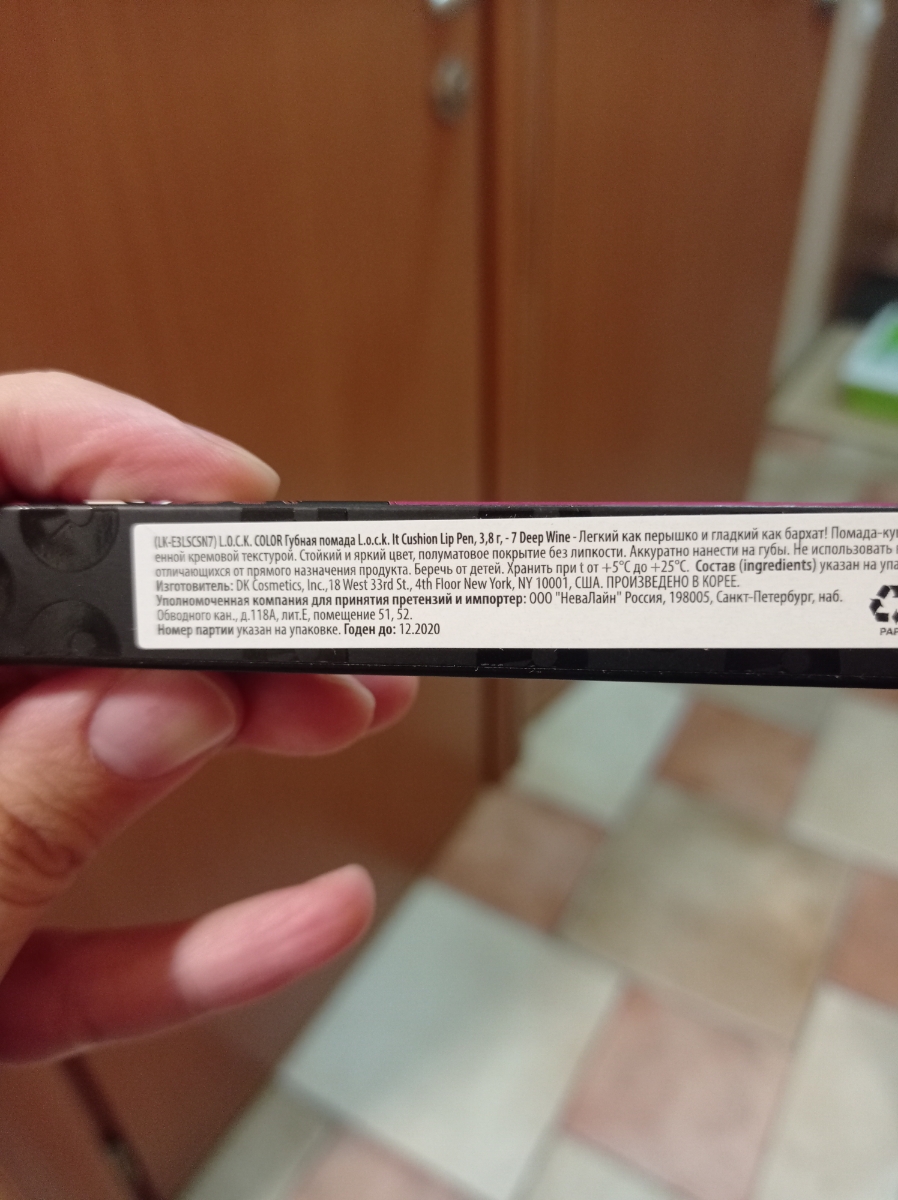 (LK-E3LSCSN7) L.O.C.K. COLOR Губная помада L.o.c.k. It Cushion Lip Pen, 3,8 г, - 7 Deep Wine - Легкий как перышко и гладкий как бархат! Помада-ку
енной кремовой текстурой. Стойкий и яркий цвет, полуматовое покрытие без липкости. Аккуратно нанести на губы. Не использовать
отличающихся от прямого назначения продукта. Беречь от детей. Хранить при t от +5°C до +25°C. Состав (ingredients) указан на упа
Изготовитель: DK Cosmetics, Inc.,18 West 33rd St., 4th Floor New York, NY 10001, США. ПРОИЗВЕДЕНО В КОРЕЕ.
Уполномоченная компания для принятия претензий и импортер: ООО "НеваЛайн" Россия, 198005, Санкт-Петербург, наб.
Обводного кан., д.118А, лит.Е, помещение 51, 52.
Номер партии указан на упаковке. Годен до: 12.2020
PAP